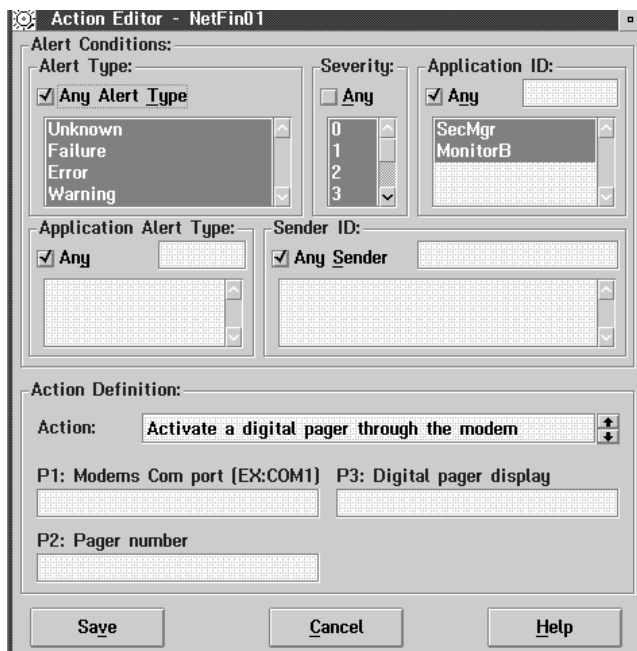 Action Editor - NetFin01
Alert Conditions:
Alert Type:
Any Alert Type
Unknown
Failure
Error
Warning
Severity:
Any
0
1
2
3
Application ID:
Any
SecMgr
MonitorB
Application Alert Type:
Any
Sender ID:
Any Sender
Action Definition:
Action: Activate a digital pager through the modem
P1: Modems Com port (EX:COM1) P3: Digital pager display
P2: Pager number
Save Cancel Help